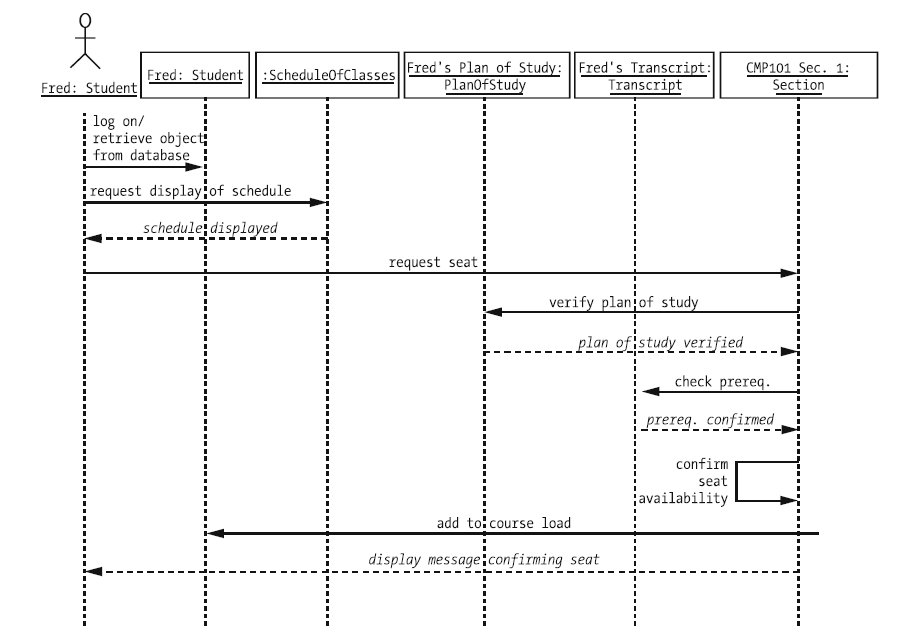 Fred: Student
Fred: Student
:ScheduleOfClasses
Fred's Plan of Study:
PlanOfStudy
Fred's Transcript:
Transcript
CMP101 Sec. 1:
Section
log on/
retrieve object
from database
request display of schedule
schedule displayed
request seat
verify plan of study
plan of study verified
check prereq.
prereq. confirmed
confirm
seat
availability
add to course load
display message confirming seat